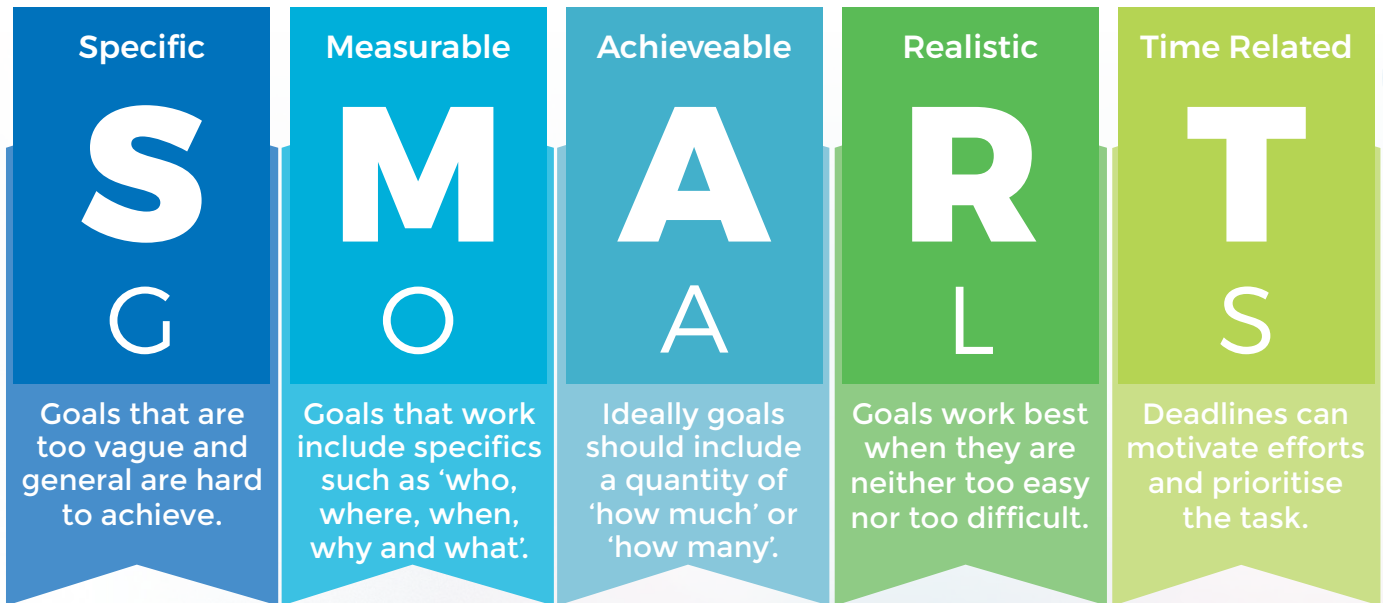 Specific
S
G
Goals that are
too vague and
general are hard
to achieve.
Measurable
M
O
Goals that work
include specifics
such as ‘who,
where, when,
why and what’.
Achieveable
A
A
Ideally goals
should include
a quantity of
‘how much’ or
‘how many’.
Realistic
R
L
Goals work best
when they are
neither too easy
nor too difficult.
Time Related
T
S
Deadlines can
motivate efforts
and prioritise
the task.